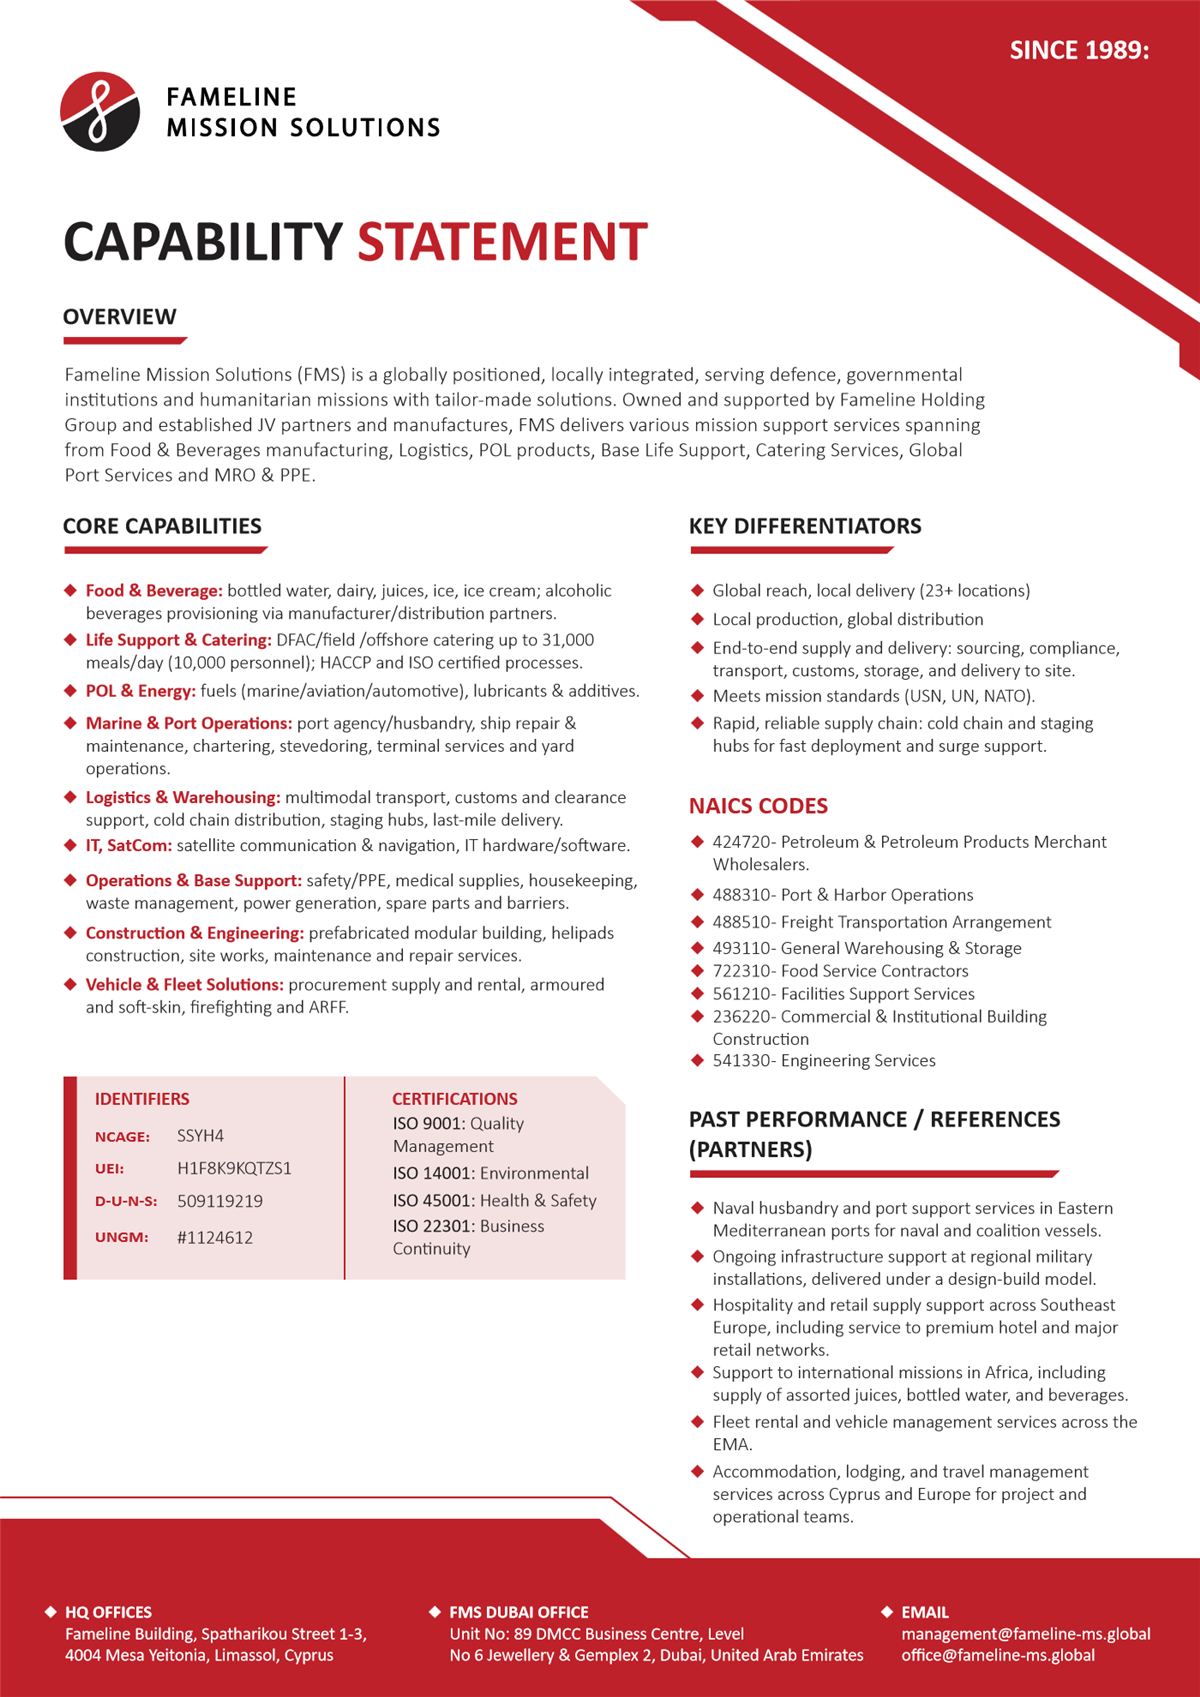 SINCE 1989:
FAMELINE
MISSION SOLUTIONS
CAPABILITY STATEMENT
OVERVIEW
Fameline Mission Solutions (FMS) is a globally positioned, locally integrated, serving defence, governmental
institutions and humanitarian missions with tailor-made solutions. Owned and supported by Fameline Holding
Group and established JV partners and manufactures, FMS delivers various mission support services spanning
from Food & Beverages manufacturing, Logistics, POL products, Base Life Support, Catering Services, Global
Port Services and MRO & PPE.
CORE CAPABILITIES
Food & Beverage: bottled water, dairy, juices, ice, ice cream; alcoholic
beverages provisioning via manufacturer/distribution partners.
Life Support & Catering: DFAC/field /offshore catering up to 31,000
meals/day (10,000 personnel); HACCP and ISO certified processes.
POL & Energy: fuels (marine/aviation/automotive), lubricants & additives.
Marine & Port Operations: port agency/husbandry, ship repair &
maintenance, chartering, stevedoring, terminal services and yard
operations.
Logistics & Warehousing: multimodal transport, customs and clearance
support, cold chain distribution, staging hubs, last-mile delivery.
IT, SatCom: satellite communication & navigation, IT hardware/software.
Operations & Base Support: safety/PPE, medical supplies, housekeeping,
waste management, power generation, spare parts and barriers.
Construction & Engineering: prefabricated modular building, helipads
construction, site works, maintenance and repair services.
Vehicle & Fleet Solutions: procurement supply and rental, armoured
and soft-skin, firefighting and ARFF.
IDENTIFIERS
NCAGE: SSYH4
UEI: H1F8K9KQTZS1
D-U-N-S: 509119219
UNGM: #1124612
CERTIFICATIONS
ISO 9001: Quality
Management
ISO 14001: Environmental
ISO 45001: Health & Safety
ISO 22301: Business
Continuity
KEY DIFFERENTIATORS
Global reach, local delivery (23+ locations)
Local production, global distribution
End-to-end supply and delivery: sourcing, compliance,
transport, customs, storage, and delivery to site.
Meets mission standards (USN, UN, NATO).
Rapid, reliable supply chain: cold chain and staging
hubs for fast deployment and surge support.
NAICS CODES
424720- Petroleum & Petroleum Products Merchant
Wholesalers.
488310- Port & Harbor Operations
488510- Freight Transportation Arrangement
493110- General Warehousing & Storage
722310- Food Service Contractors
561210- Facilities Support Services
236220- Commercial & Institutional Building
Construction
541330- Engineering Services
PAST PERFORMANCE / REFERENCES
(PARTNERS)
Naval husbandry and port support services in Eastern
Mediterranean ports for naval and coalition vessels.
Ongoing infrastructure support at regional military
installations, delivered under a design-build model.
Hospitality and retail supply support across Southeast
Europe, including service to premium hotel and major
retail networks.
Support to international missions in Africa, including
supply of assorted juices, bottled water, and beverages.
Fleet rental and vehicle management services across the
EMA.
Accommodation, lodging, and travel management
services across Cyprus and Europe for project and
operational teams.
HQ OFFICES
Fameline Building, Spatharikou Street 1-3,
4004 Mesa Yeitonia, Limassol, Cyprus
FMS DUBAI OFFICE
Unit No: 89 DMCC Business Centre, Level
No 6 Jewellery & Gemplex 2, Dubai, United Arab Emirates
EMAIL
management@fameline-ms.global
office@fameline-ms.global